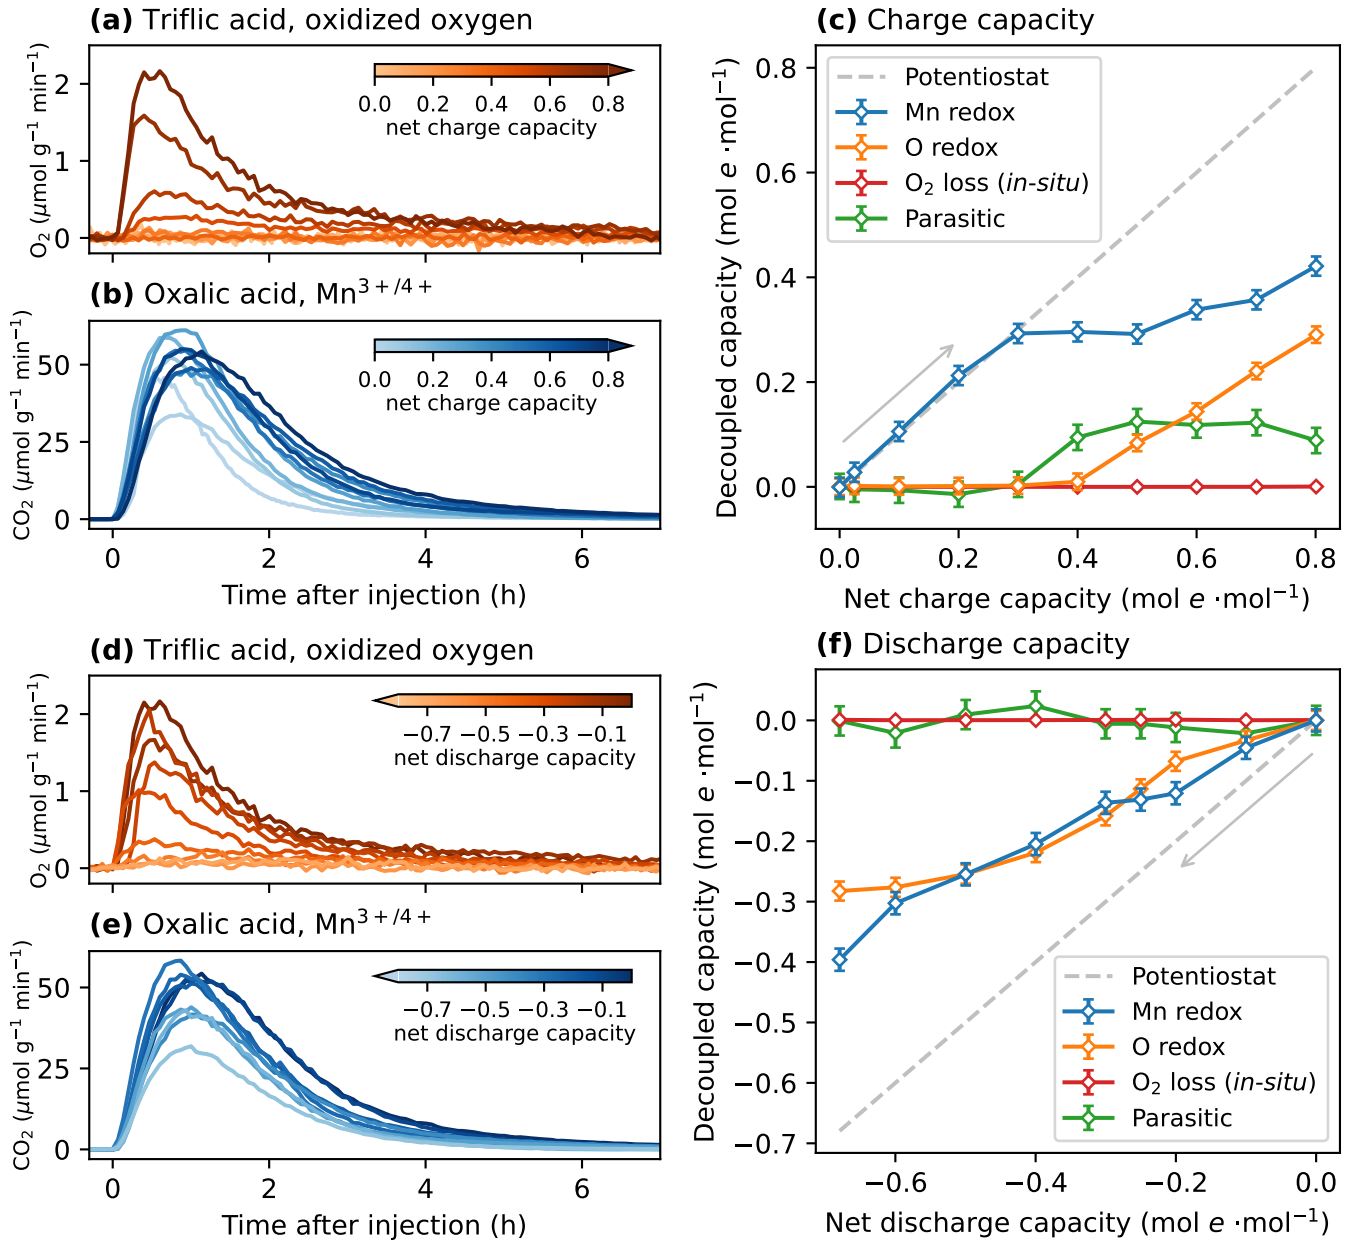 (a) Triflic acid, oxidized oxygen
O₂ (μmol g⁻¹ min⁻¹)
2
1
0
0.0 0.2 0.4 0.6 0.8
net charge capacity
(b) Oxalic acid, Mn³⁺/⁴⁺
CO₂ (μmol g⁻¹ min⁻¹)
50
25
0
0.0 0.2 0.4 0.6 0.8
net charge capacity
0 2 4 6
Time after injection (h)
(c) Charge capacity
Decoupled capacity (mol e ·mol⁻¹)
0.8
0.6
0.4
0.2
0.0
Potentiostat
Mn redox
O redox
O₂ loss (in-situ)
Parasitic
0.0 0.2 0.4 0.6 0.8
Net charge capacity (mol e ·mol⁻¹)
(d) Triflic acid, oxidized oxygen
O₂ (μmol g⁻¹ min⁻¹)
2
1
0
−0.7 −0.5 −0.3 −0.1
net discharge capacity
(e) Oxalic acid, Mn³⁺/⁴⁺
CO₂ (μmol g⁻¹ min⁻¹)
50
25
0
−0.7 −0.5 −0.3 −0.1
net discharge capacity
0 2 4 6
Time after injection (h)
(f) Discharge capacity
Decoupled capacity (mol e ·mol⁻¹)
0.0
−0.1
−0.2
−0.3
−0.4
−0.5
−0.6
−0.7
Potentiostat
Mn redox
O redox
O₂ loss (in-situ)
Parasitic
−0.6 −0.4 −0.2 0.0
Net discharge capacity (mol e ·mol⁻¹)